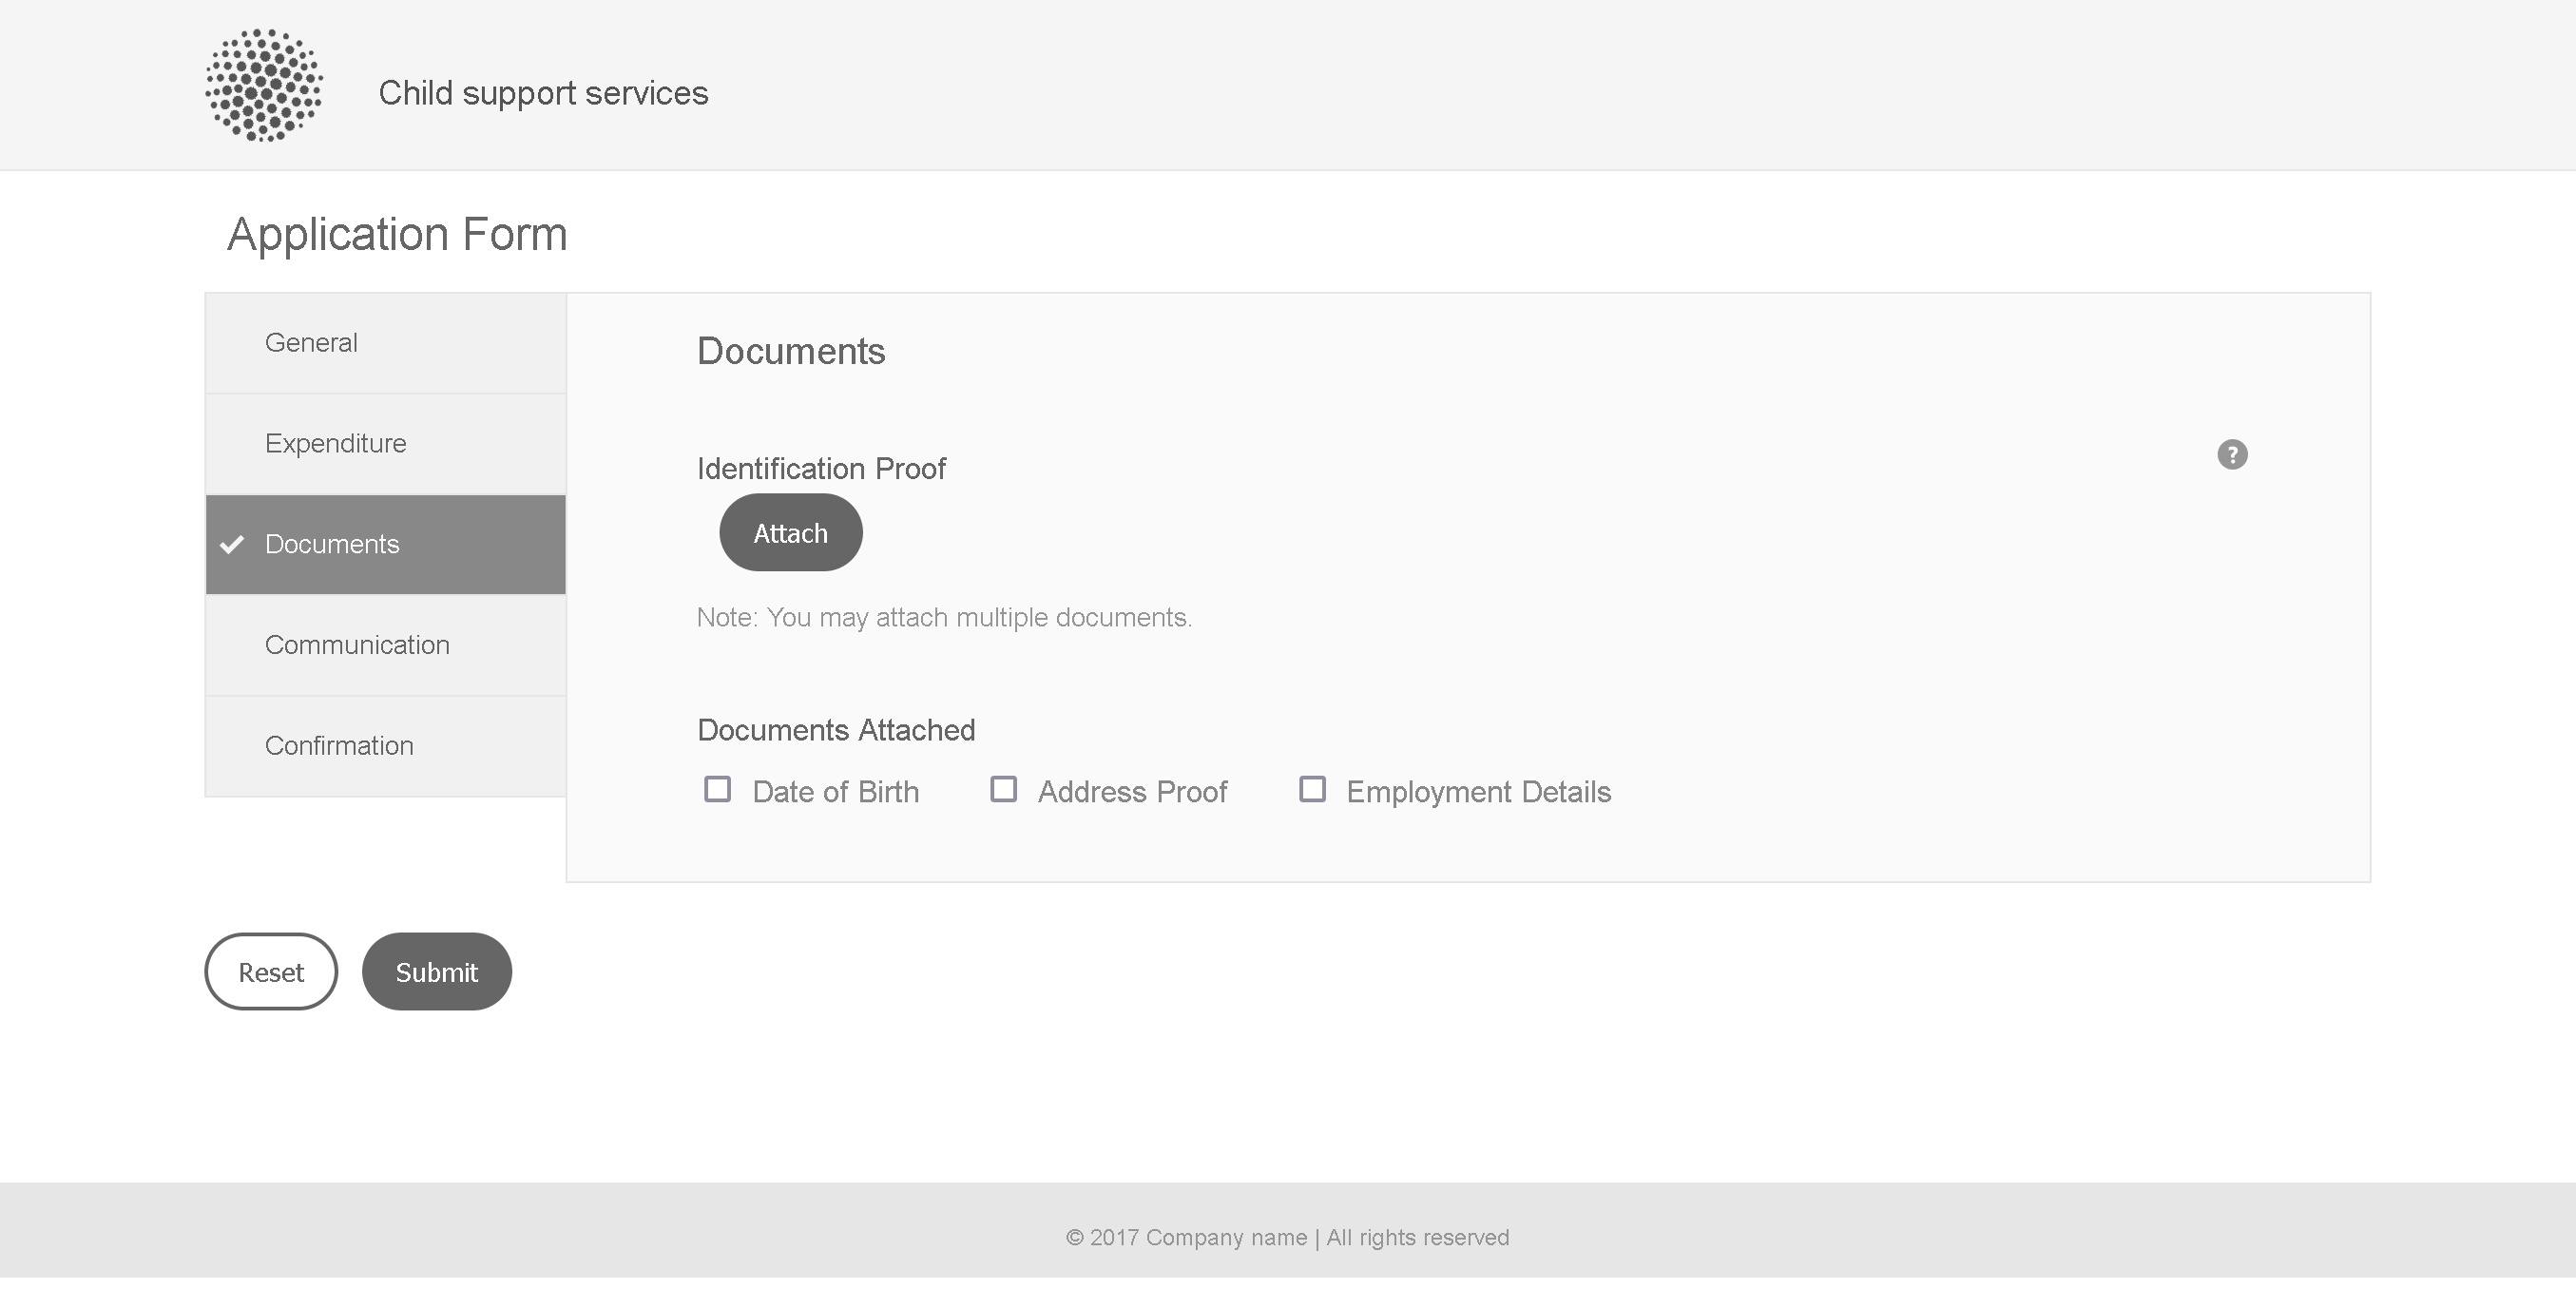 Child support services
Application Form
General
Expenditure
Documents
Communication
Confirmation
Documents
Identification Proof
?
Attach
Note: You may attach multiple documents.
Documents Attached
Date of Birth Address Proof Employment Details
Reset Submit
© 2017 Company name | All rights reserved